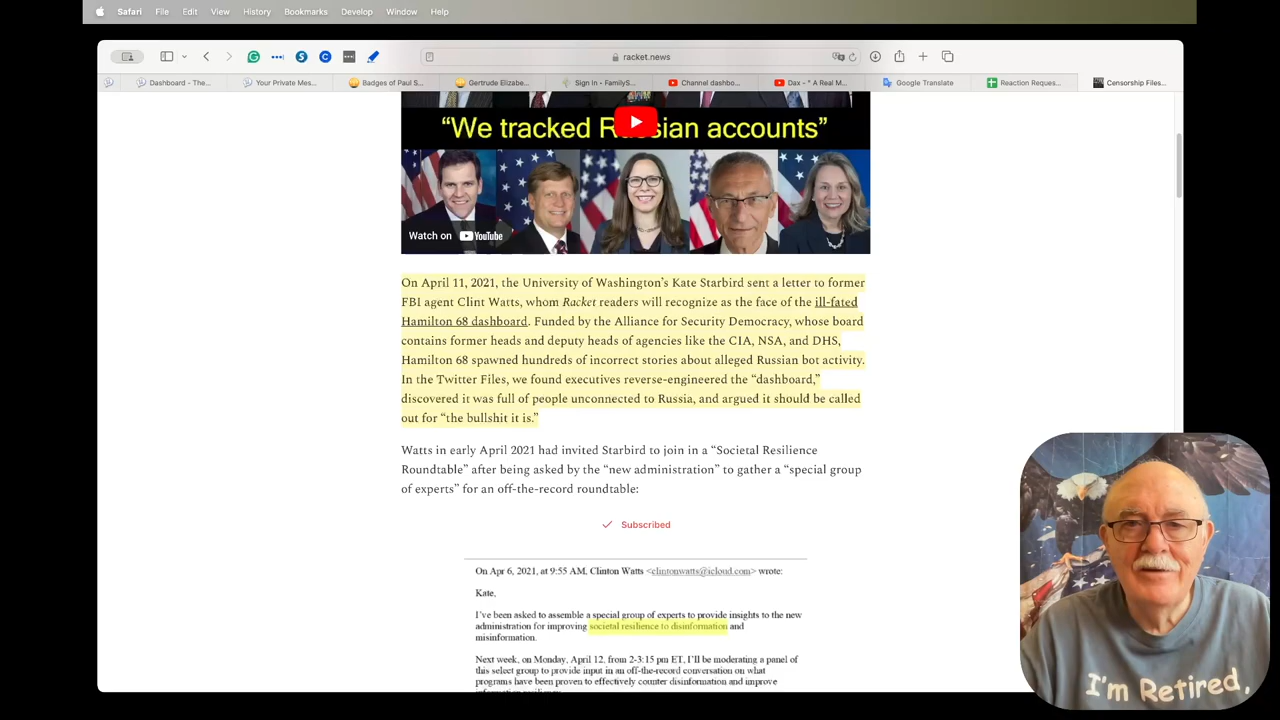 Safari File Edit View History Bookmarks Develop Window Help
racket.news
Dashboard - The... Your Private Mes... Badges of Paul S... Gertrude Elizabe... Sign In • FamilyS... Channel dashbo... Dax - " A Real M... Google Translate Reaction Reques... Censorship Files...
“We tracked Russian accounts”
Watch on YouTube
On April 11, 2021, the University of Washington’s Kate Starbird sent a letter to former
FBI agent Clint Watts, whom Racket readers will recognize as the face of the ill-fated
Hamilton 68 dashboard. Funded by the Alliance for Security Democracy, whose board
contains former heads and deputy heads of agencies like the CIA, NSA, and DHS,
Hamilton 68 spawned hundreds of incorrect stories about alleged Russian bot activity.
In the Twitter Files, we found executives reverse-engineered the “dashboard,”
discovered it was full of people unconnected to Russia, and argued it should be called
out for “the bullshit it is.”
Watts in early April 2021 had invited Starbird to join in a “Societal Resilience
Roundtable” after being asked by the “new administration” to gather a “special group
of experts” for an off-the-record roundtable:
Subscribed
On Apr 6, 2021, at 9:55 AM, Clinton Watts <clintonwatts@icloud.com> wrote:
Kate,
I've been asked to assemble a special group of experts to provide insights to the new
administration for improving societal resilience to disinformation and
misinformation.
Next week, on Monday, April 12, from 2-3:15 pm ET, I'll be moderating a panel of
this select group to provide input in an off-the-record conversation on what
programs have been proven to effectively counter disinformation and improve
I'm Retired,